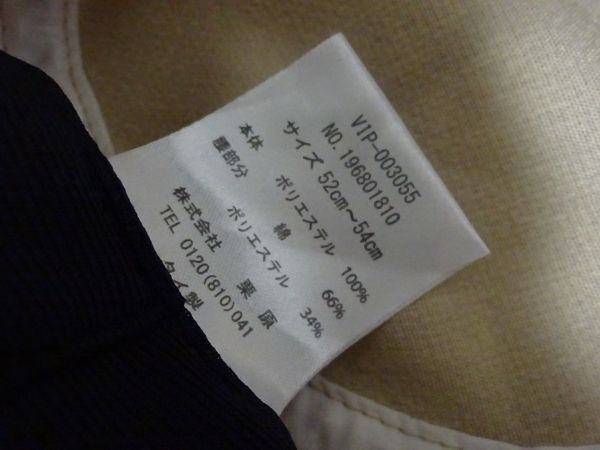 VIP-003055
NO.196801810
サイズ 52cm～54cm
本体 ポリエステル 100%
腰部分 綿 66%
ポリエステル 34%
株式会社 栗原
TEL 0120(810)041
タイ製